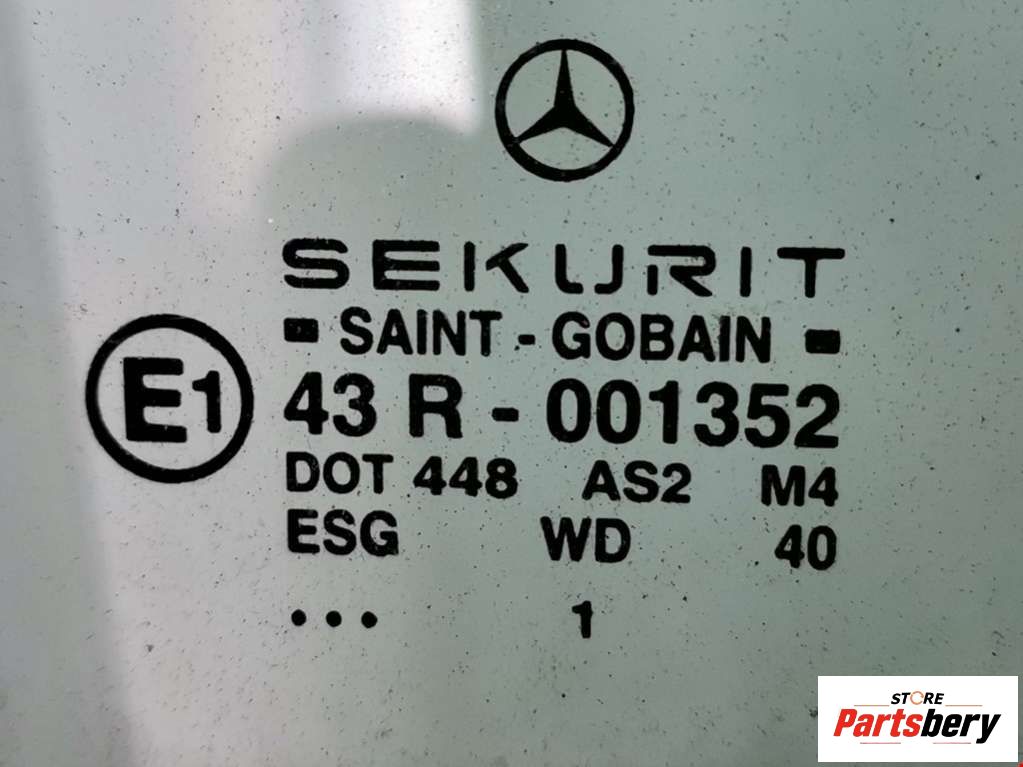 SEKURIT
SAINT - GOBAIN
E1
43 R - 001352
DOT 448 AS2 M4
ESG WD 40
... 1
STORE
Partsbery